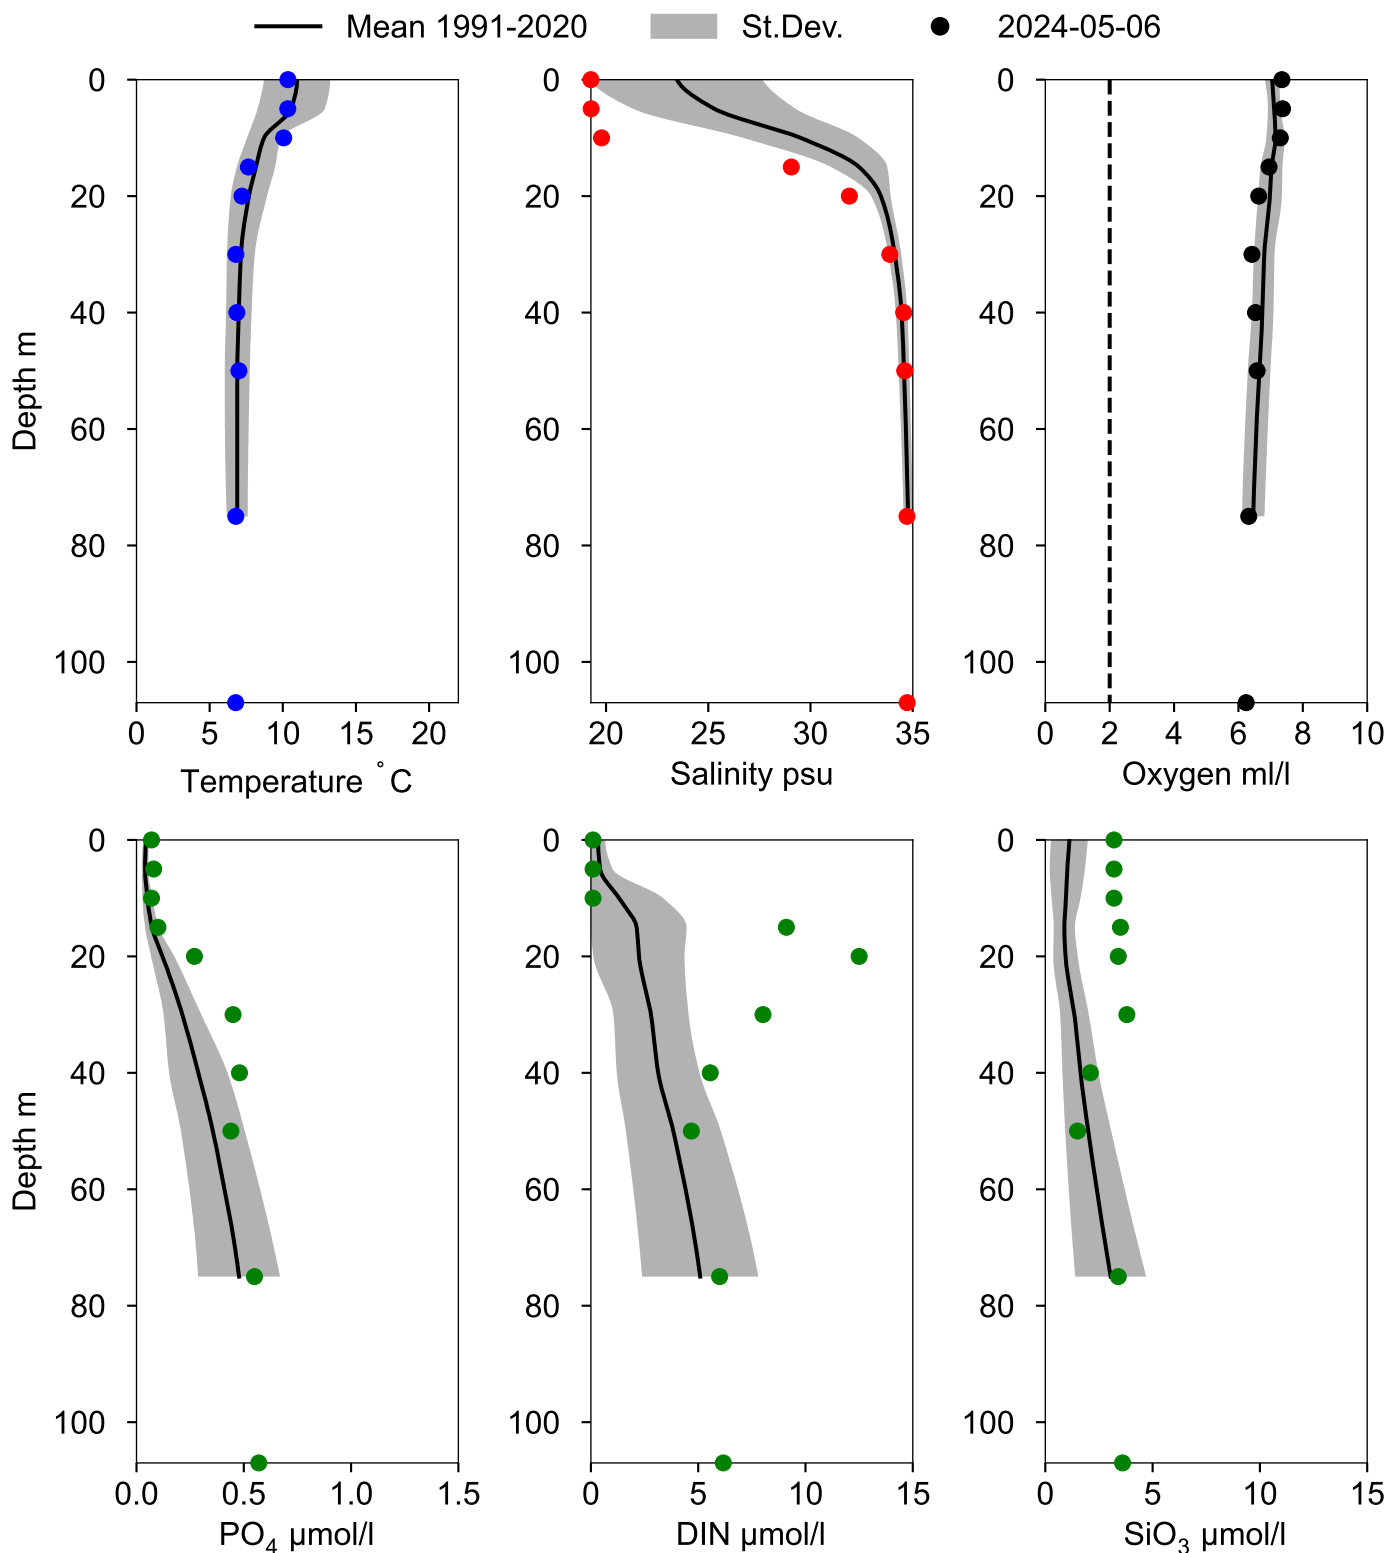 Mean 1991-2020 St.Dev. 2024-05-06
0 0 0
20 20 20
40 40 40
60 60 60
80 80 80
100 100 100
Depth m
0 5 10 15 20 20 25 30 35 0 2 4 6 8 10
Temperature ˚C Salinity psu Oxygen ml/l
0 0 0
20 20 20
40 40 40
60 60 60
80 80 80
100 100 100
Depth m
0.0 0.5 1.0 1.5 0 5 10 15 0 5 10 15
PO₄ µmol/l DIN µmol/l SiO₃ µmol/l